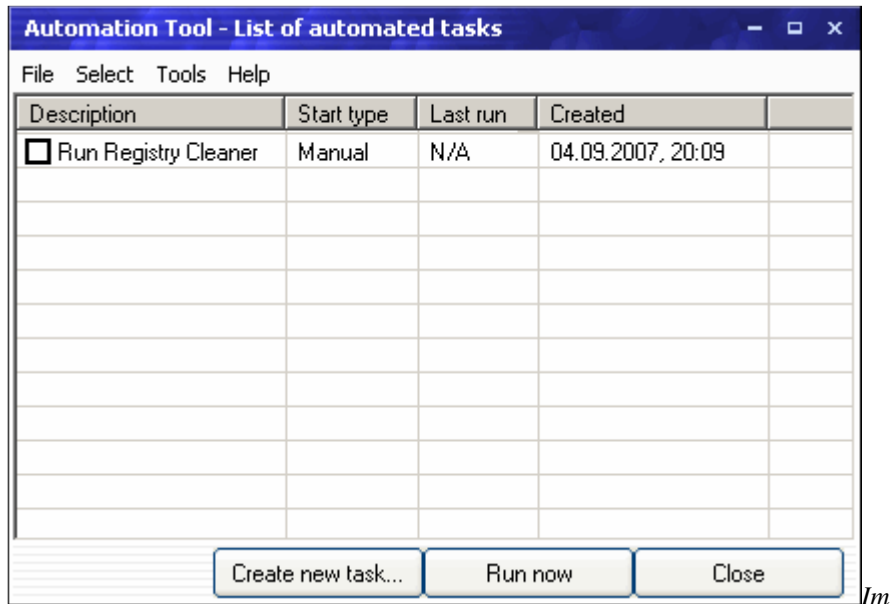 Automation Tool - List of automated tasks
File Select Tools Help
Description Start type Last run Created
Run Registry Cleaner Manual N/A 04.09.2007, 20:09
Create new task... Run now Close
Im